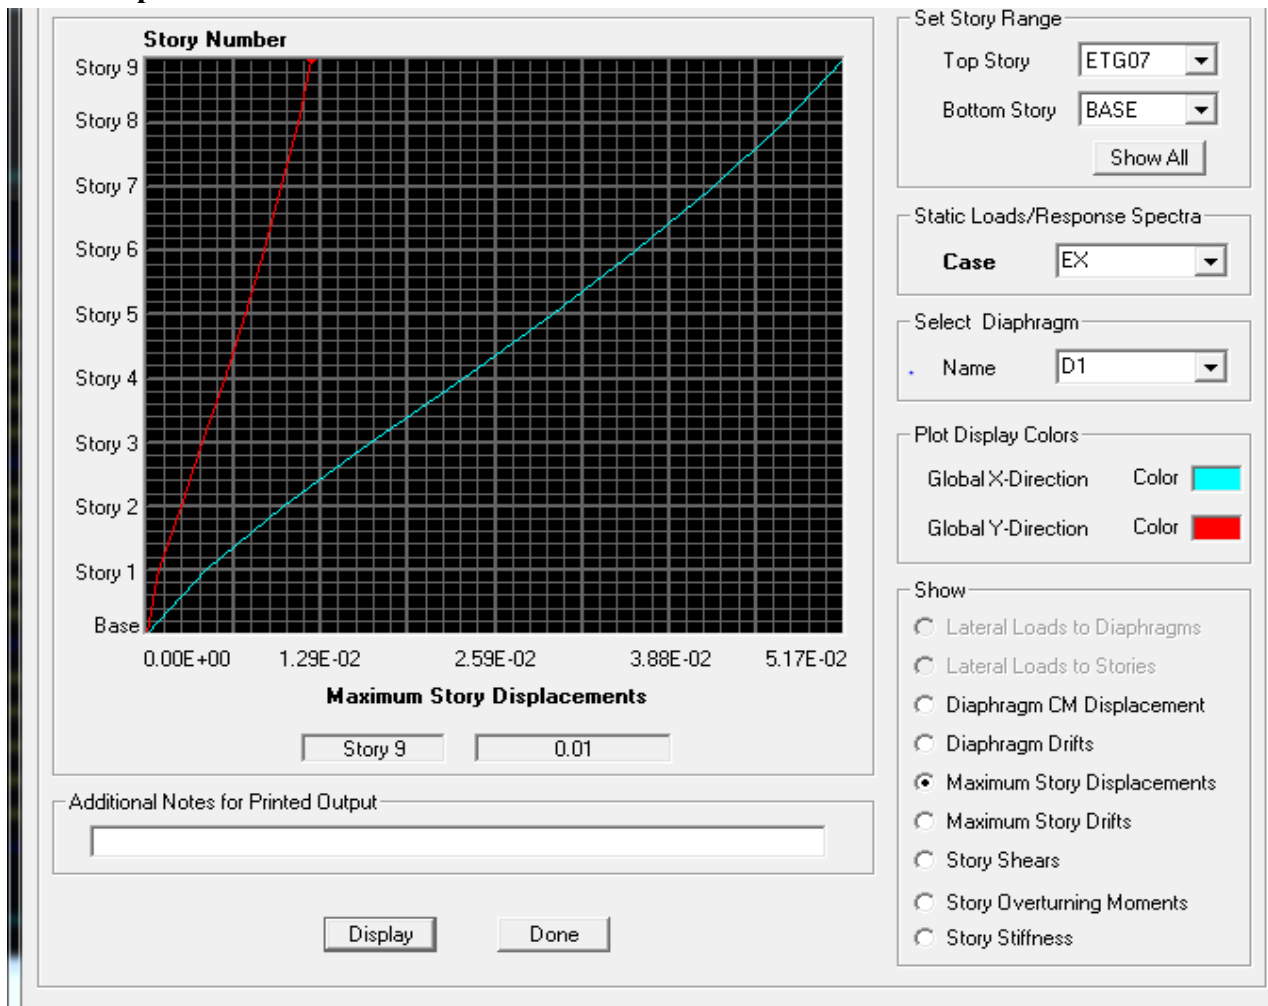 Story Number
Story 9
Story 8
Story 7
Story 6
Story 5
Story 4
Story 3
Story 2
Story 1
Base
0.00E+00 1.29E-02 2.59E-02 3.88E-02 5.17E-02
Maximum Story Displacements
Story 9 0.01
Additional Notes for Printed Output
Display Done
Set Story Range
Top Story ETG07
Bottom Story BASE
Show All
Static Loads/Response Spectra
Case EX
Select Diaphragm
Name D1
Plot Display Colors
Global X-Direction Color
Global Y-Direction Color
Show
Lateral Loads to Diaphragms
Lateral Loads to Stories
Diaphragm CM Displacement
Diaphragm Drifts
Maximum Story Displacements
Maximum Story Drifts
Story Shears
Story Overturning Moments
Story Stiffness